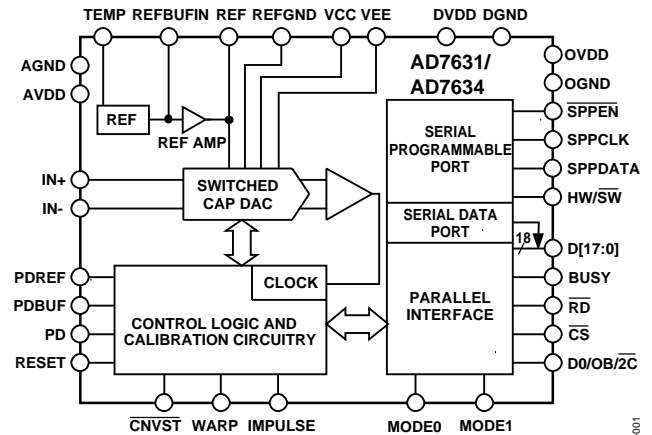 TEMP REFBUFIN REF REFGND VCC VEE DVDD DGND
AGND
AVDD
AD7631/
AD7634
OVDD
OGND
SPPEN
SPPCLK
SPPDATA
HW/SW
REF
REF AMP
SERIAL
PROGRAMMABLE
PORT
IN+
IN-
SWITCHED
CAP DAC
SERIAL DATA
PORT
18
D[17:0]
BUSY
RD
CS
D0/OB/2C
PDREF
PDBUF
PD
RESET
CLOCK
CONTROL LOGIC AND
CALIBRATION CIRCUITRY
PARALLEL
INTERFACE
CNVST WARP IMPULSE MODE0 MODE1
001